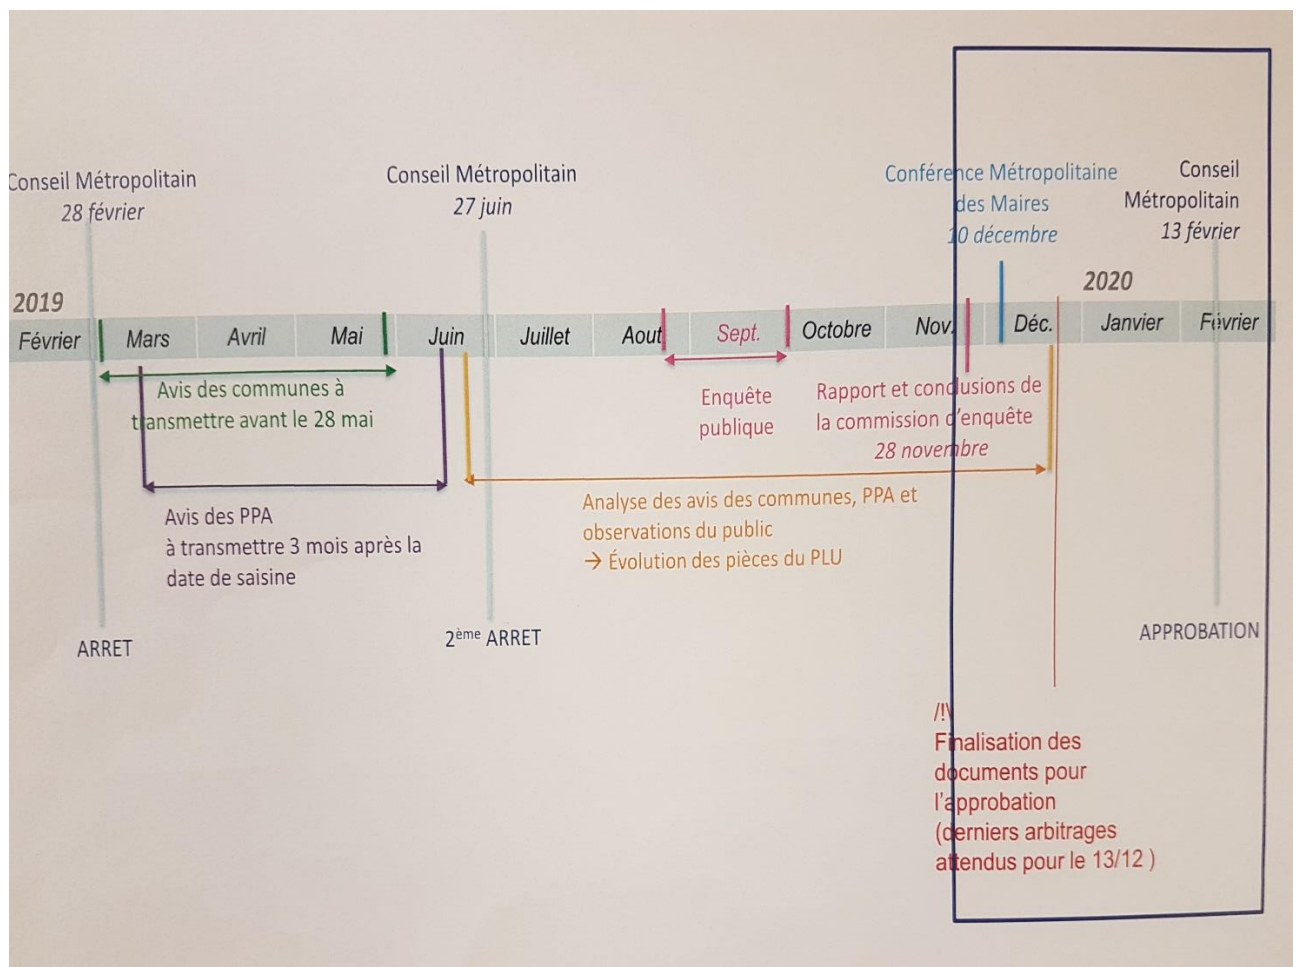 Conseil Métropolitain
28 février
Conseil Métropolitain
27 juin
Conférence Métropolitaine
des Maires
10 décembre
Conseil
Métropolitain
13 février
2019
2020
Février
Mars
Avril
Mai
Juin
Juillet
Aout
Sept.
Octobre
Nov.
Déc.
Janvier
Février
Avis des communes à
transmettre avant le 28 mai
Enquête
publique
Rapport et conclusions de
la commission d'enquête
28 novembre
Avis des PPA
à transmettre 3 mois après la
date de saisine
Analyse des avis des communes, PPA et
observations du public
→ Évolution des pièces du PLU
ARRET
2ème ARRET
APPROBATION
/!\
Finalisation des
documents pour
l'approbation
(derniers arbitrages
attendus pour le 13/12 )